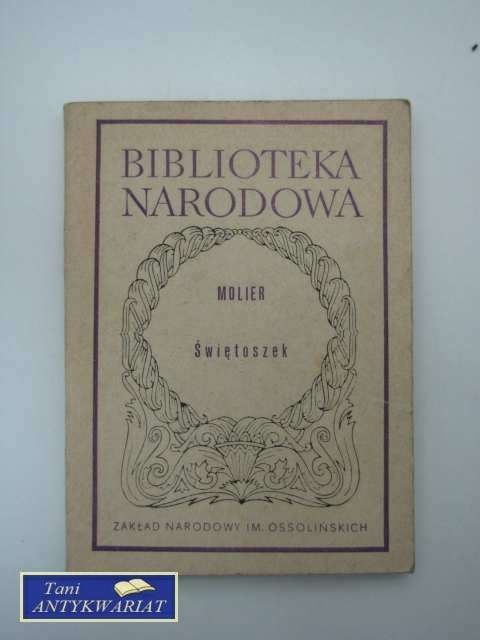 BIBLIOTEKA
NARODOWA
MOLIER
Świętoszek
ZAKŁAD NARODOWY IM. OSSOLIŃSKICH
Tani
ANTYKWARIAT